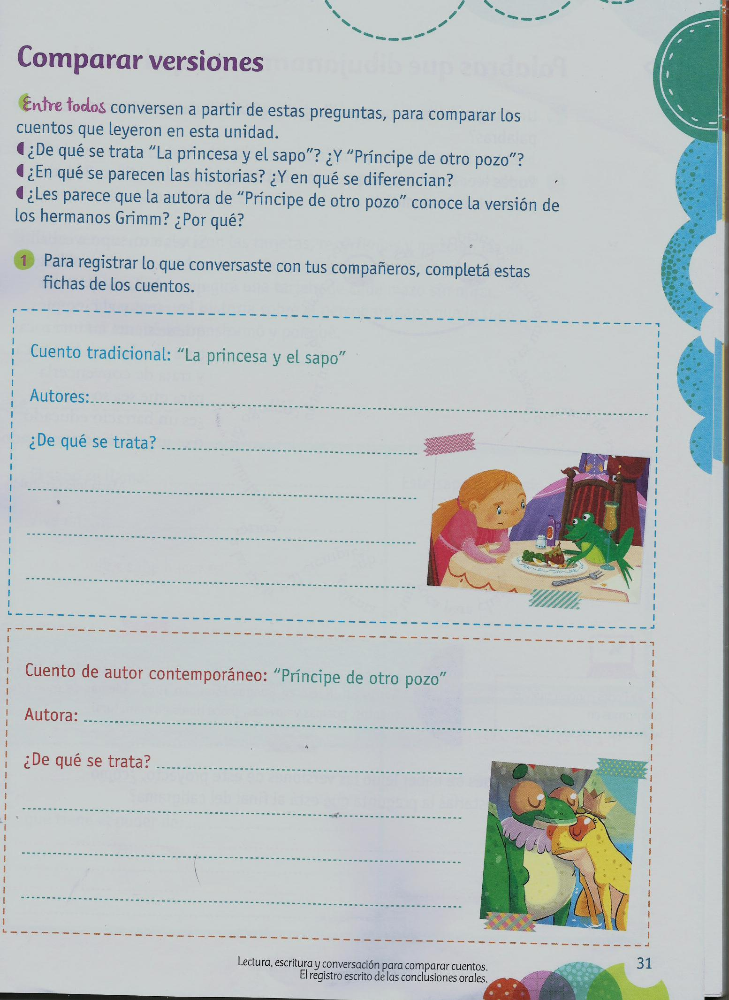 Comparar versiones
Entre todos conversen a partir de estas preguntas, para comparar los
cuentos que leyeron en esta unidad.
¿De qué se trata “La princesa y el sapo”? ¿Y “Príncipe de otro pozo”?
¿En qué se parecen las historias? ¿Y en qué se diferencian?
¿Les parece que la autora de “Príncipe de otro pozo” conoce la versión de
los hermanos Grimm? ¿Por qué?
1 Para registrar lo que conversaste con tus compañeros, completá estas
fichas de los cuentos.
Cuento tradicional: “La princesa y el sapo”
Autores:
¿De qué se trata?
Cuento de autor contemporáneo: “Príncipe de otro pozo”
Autora:
¿De qué se trata?
Lectura, escritura y conversación para comparar cuentos.
El registro escrito de las conclusiones orales.
31